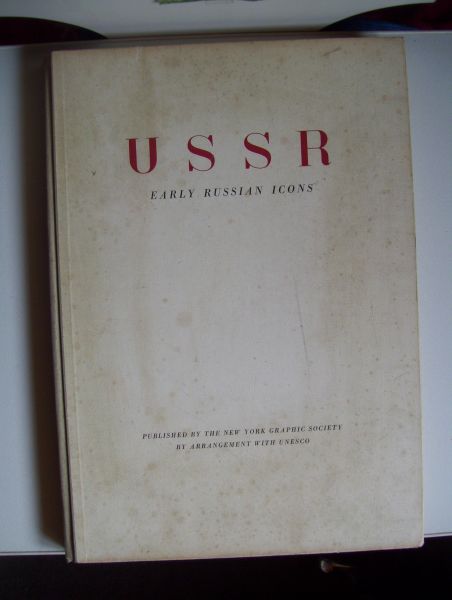 USSR
EARLY RUSSIAN ICONS
PUBLISHED BY THE NEW YORK GRAPHIC SOCIETY
BY ARRANGEMENT WITH UNESCO